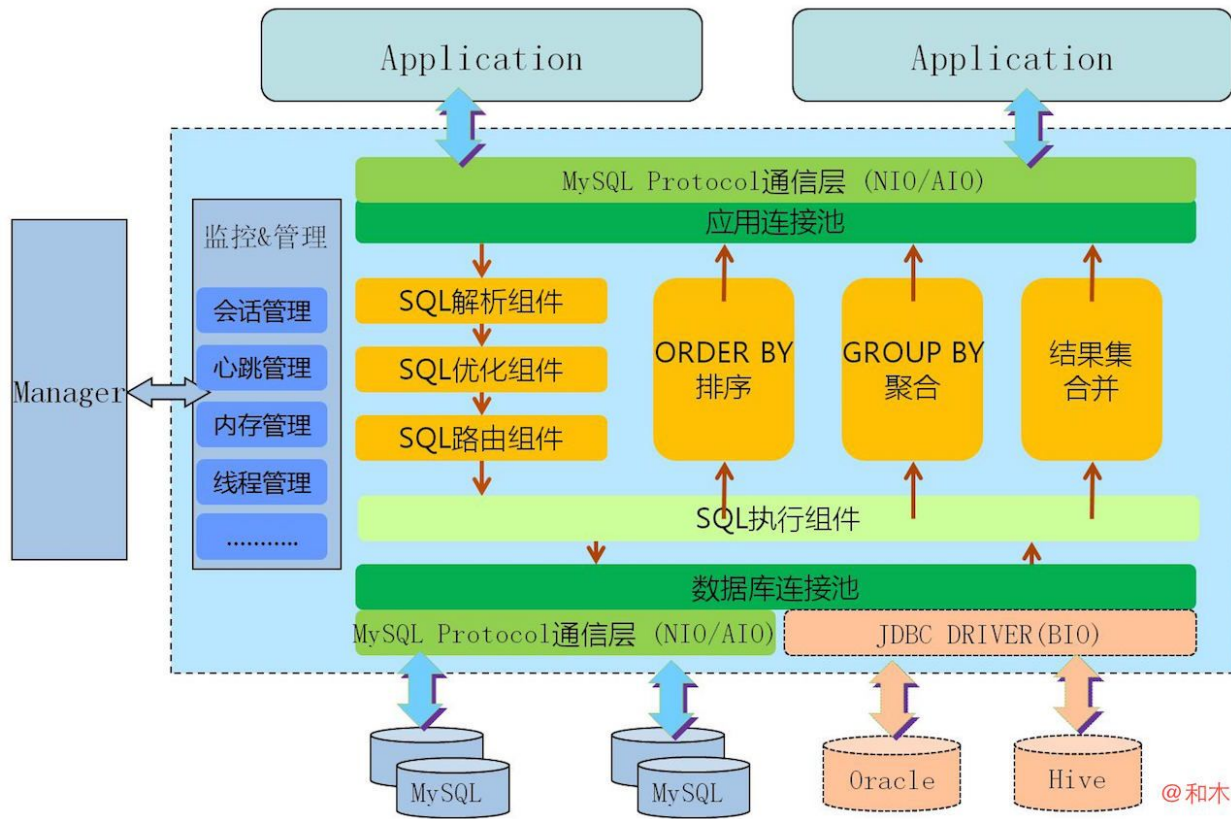 Application
Application
MySQL Protocol通信层 (NIO/AIO)
应用连接池
监控&管理
会话管理
心跳管理
内存管理
线程管理
...........
Manager
SQL解析组件
SQL优化组件
SQL路由组件
ORDER BY
排序
GROUP BY
聚合
结果集
合并
SQL执行组件
数据库连接池
MySQL Protocol通信层 (NIO/AIO)
JDBC DRIVER(BIO)
MySQL
MySQL
Oracle
Hive
@和木